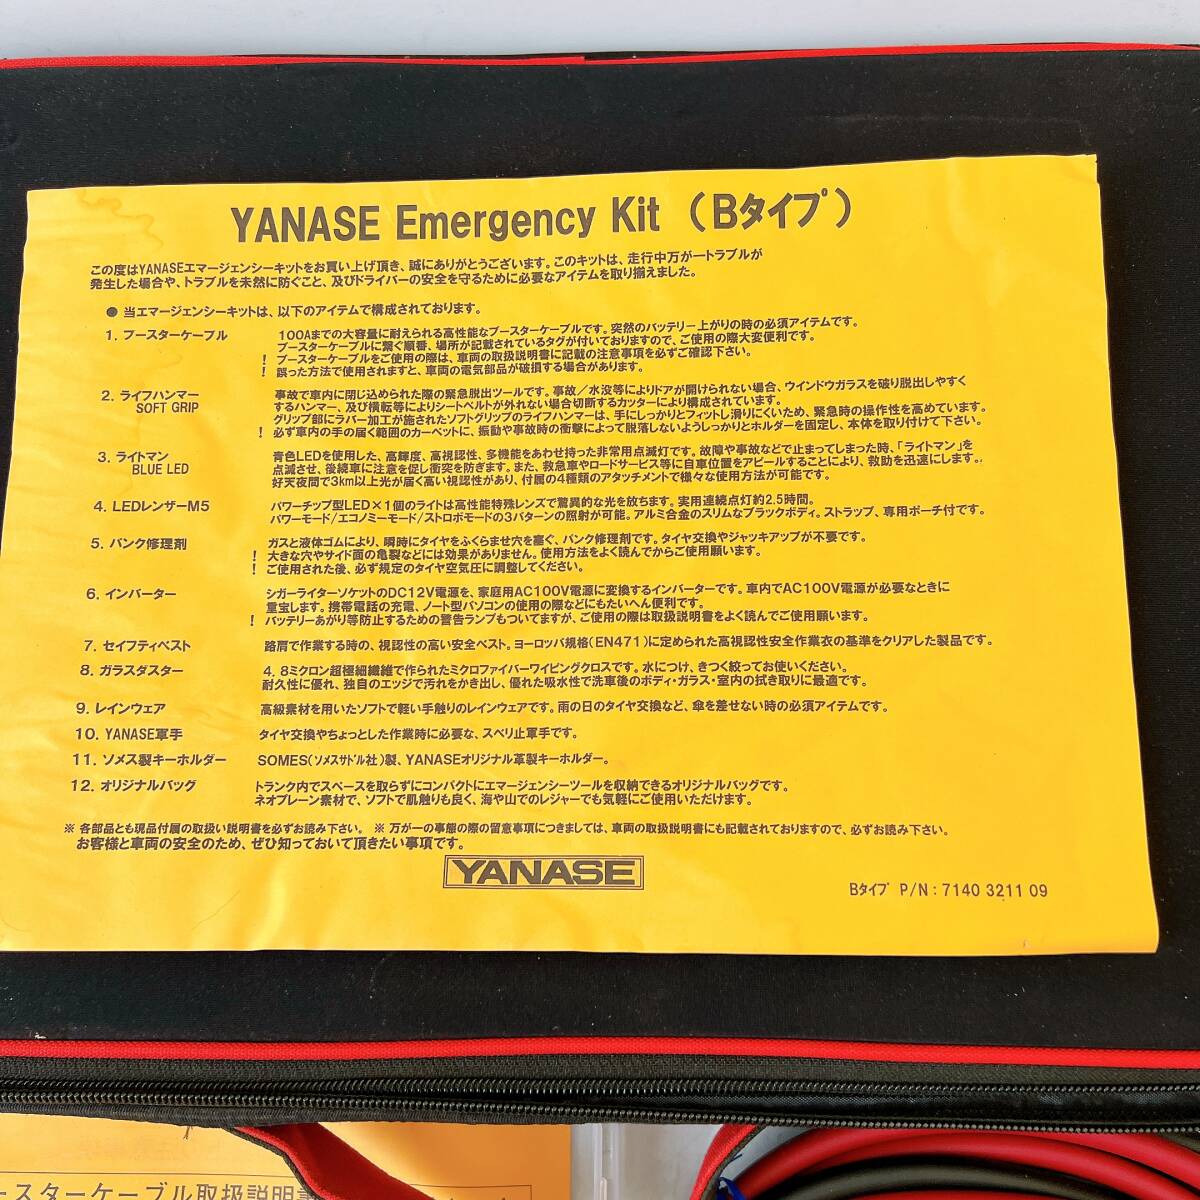 YANASE Emergency Kit （Bタイプ）
この度はYANASEエマージェンシーキットをお買い上げ頂き、誠にありがとうございます。このキットは、走行中万が一トラブルが
発生した場合や、トラブルを未然に防ぐこと、及びドライバーの安全を守るために必要なアイテムを取り揃えました。
● 当エマージェンシーキットは、以下のアイテムで構成されております。
1. ブースターケーブル 100Aまでの大容量に耐えられる高性能なブースターケーブルです。突然のバッテリー上がりの時の必須アイテムです。
ブースターケーブルに繋ぐ順番、場所が記載されているタグが付いておりますので、ご使用の際大変便利です。
! ブースターケーブルをご使用の際は、車両の取扱説明書に記載の注意事項を必ずご確認下さい。
! 誤った方法で使用されますと、車両の電気部品が破損する場合があります。
2. ライフハンマー 事故で車内に閉じ込められた際の緊急脱出ツールです。事故／水没等によりドアが開けられない場合、ウインドウガラスを破り脱出しやすく
SOFT GRIP するハンマー、及び横転等によりシートベルトが外れない場合切断するカッターにより構成されています。
グリップ部にラバー加工が施されたソフトグリップのライフハンマーは、手にしっかりとフィットし滑りにくいため、緊急時の操作性を高めています。
! 必ず車内の手の届く範囲のカーペットに、振動や事故時の衝撃によって脱落しないようしっかりとホルダーを固定し、本体を取り付けて下さい。
3. ライトマン 青色LEDを使用した、高輝度、高視認性、多機能をあわせ持った非常用点滅灯です。故障や事故などで止まってしまった時、「ライトマン」を
BLUE LED 点滅させ、後続車に注意を促し衝突を防ぎます。また、救急車やロードサービス等に自車位置をアピールすることにより、救助を迅速にします。
好天夜間で3km以上光が届く高い視認性があり、付属の4種類のアタッチメントで様々な使用方法が可能です。
4. LEDレンザーM5 パワーチップ型LED×1個のライトは高性能特殊レンズで驚異的な光を放ちます。実用連続点灯約2.5時間。
パワーモード/エコノミーモード/ストロボモードの3パターンの照射が可能。アルミ合金のスリムなブラックボディ。ストラップ、専用ポーチ付です。
5. パンク修理剤 ガスと液体ゴムにより、瞬時にタイヤをふくらませ穴を塞ぐ、パンク修理剤です。タイヤ交換やジャッキアップが不要です。
! 大きな穴やサイド面の亀裂などには効果がありません。使用方法をよく読んでからご使用願います。
! ご使用された後、必ず規定のタイヤ空気圧に調整してください。
6. インバーター シガーライターソケットのDC12V電源を、家庭用AC100V電源に変換するインバーターです。車内でAC100V電源が必要なときに
重宝します。携帯電話の充電、ノート型パソコンの使用の際などにもたいへん便利です。
! バッテリーあがり等防止するための警告ランプもついてますが、ご使用の際は取扱説明書をよく読んでご使用願います。
7. セイフティベスト 路肩で作業する時の、視認性の高い安全ベスト。ヨーロッパ規格(EN471)に定められた高視認性安全作業衣の基準をクリアした製品です。
8. ガラスダスター 4.8ミクロン超極細繊維で作られたミクロファイバーワイピングクロスです。水につけ、きつく絞ってお使いください。
耐久性に優れ、独自のエッジで汚れをかき出し、優れた吸水性で洗車後のボディ・ガラス・室内の拭き取りに最適です。
9. レインウェア 高級素材を用いたソフトで軽い手触りのレインウェアです。雨の日のタイヤ交換など、傘を差せない時の必須アイテムです。
10. YANASE軍手 タイヤ交換やちょっとした作業時に必要な、スベリ止軍手です。
11. ソメス製キーホルダー SOMES(ソメスサドル社)製、YANASEオリジナル革製キーホルダー。
12. オリジナルバッグ トランク内でスペースを取らずにコンパクトにエマージェンシーツールを収納できるオリジナルバッグです。
ネオプレーン素材で、ソフトで肌触りも良く、海や山でのレジャーでも気軽にご使用いただけます。
※ 各部品とも現品付属の取扱い説明書を必ずお読み下さい。 ※ 万が一の事態の際の留意事項につきましては、車両の取扱説明書にも記載されておりますので、必ずお読み下さい。
お客様と車両の安全のため、ぜひ知っておいて頂きたい事項です。
YANASE
Bタイプ P/N：7140 3211 09
ースターケーブル取扱説明書